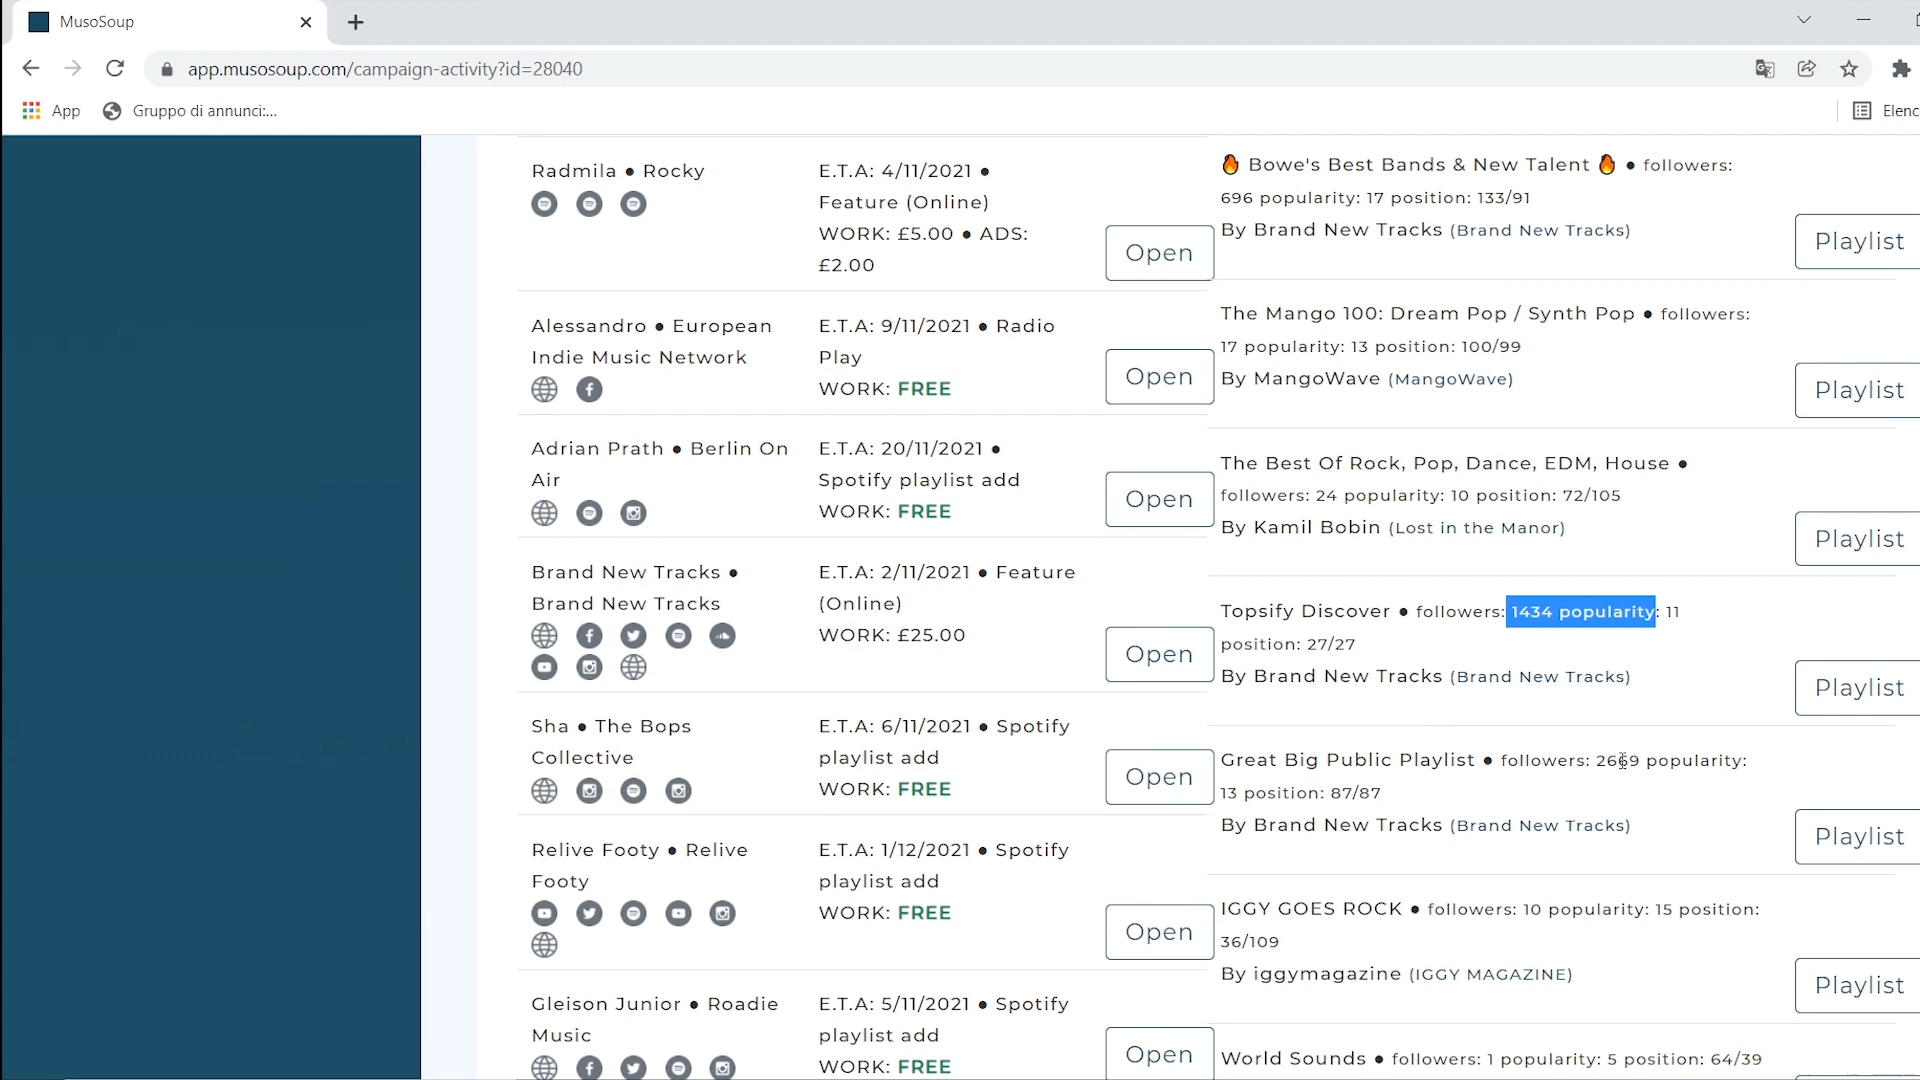 MusoSoup
app.musosoup.com/campaign-activity?id=28040
App
Gruppo di annunci:...
Elenc
Radmila ● Rocky
E.T.A: 4/11/2021 ●
Feature (Online)
WORK: £5.00 ● ADS:
£2.00
Open
Alessandro ● European
Indie Music Network
E.T.A: 9/11/2021 ● Radio
Play
WORK: FREE
Open
Adrian Prath ● Berlin On
Air
E.T.A: 20/11/2021 ●
Spotify playlist add
WORK: FREE
Open
Brand New Tracks ●
Brand New Tracks
E.T.A: 2/11/2021 ● Feature
(Online)
WORK: £25.00
Open
Sha ● The Bops
Collective
E.T.A: 6/11/2021 ● Spotify
playlist add
WORK: FREE
Open
Relive Footy ● Relive
Footy
E.T.A: 1/12/2021 ● Spotify
playlist add
WORK: FREE
Open
Gleison Junior ● Roadie
Music
E.T.A: 5/11/2021 ● Spotify
playlist add
WORK: FREE
Open
🔥 Bowe's Best Bands & New Talent 🔥 ● followers:
696 popularity: 17 position: 133/91
By Brand New Tracks (Brand New Tracks)
Playlist
The Mango 100: Dream Pop / Synth Pop ● followers:
17 popularity: 13 position: 100/99
By MangoWave (MangoWave)
Playlist
The Best Of Rock, Pop, Dance, EDM, House ●
followers: 24 popularity: 10 position: 72/105
By Kamil Bobin (Lost in the Manor)
Playlist
Topsify Discover ● followers: 1434 popularity: 11
position: 27/27
By Brand New Tracks (Brand New Tracks)
Playlist
Great Big Public Playlist ● followers: 2669 popularity:
13 position: 87/87
By Brand New Tracks (Brand New Tracks)
Playlist
IGGY GOES ROCK ● followers: 10 popularity: 15 position:
36/109
By iggymagazine (IGGY MAGAZINE)
Playlist
World Sounds ● followers: 1 popularity: 5 position: 64/39